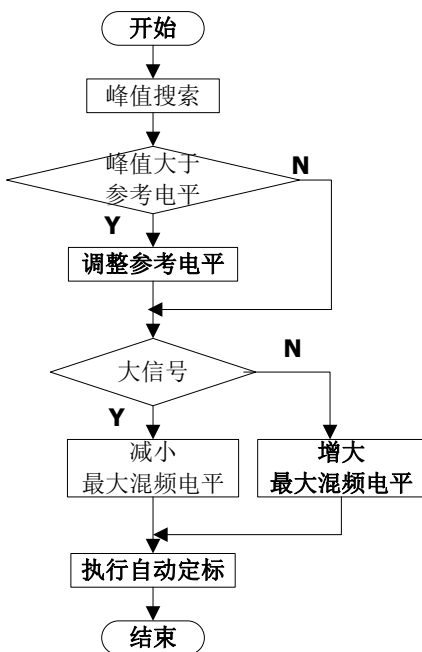 开始
峰值搜索
峰值大于
参考电平
N
Y
调整参考电平
大信号
N
Y
减小
最大混频电平
增大
最大混频电平
执行自动定标
结束